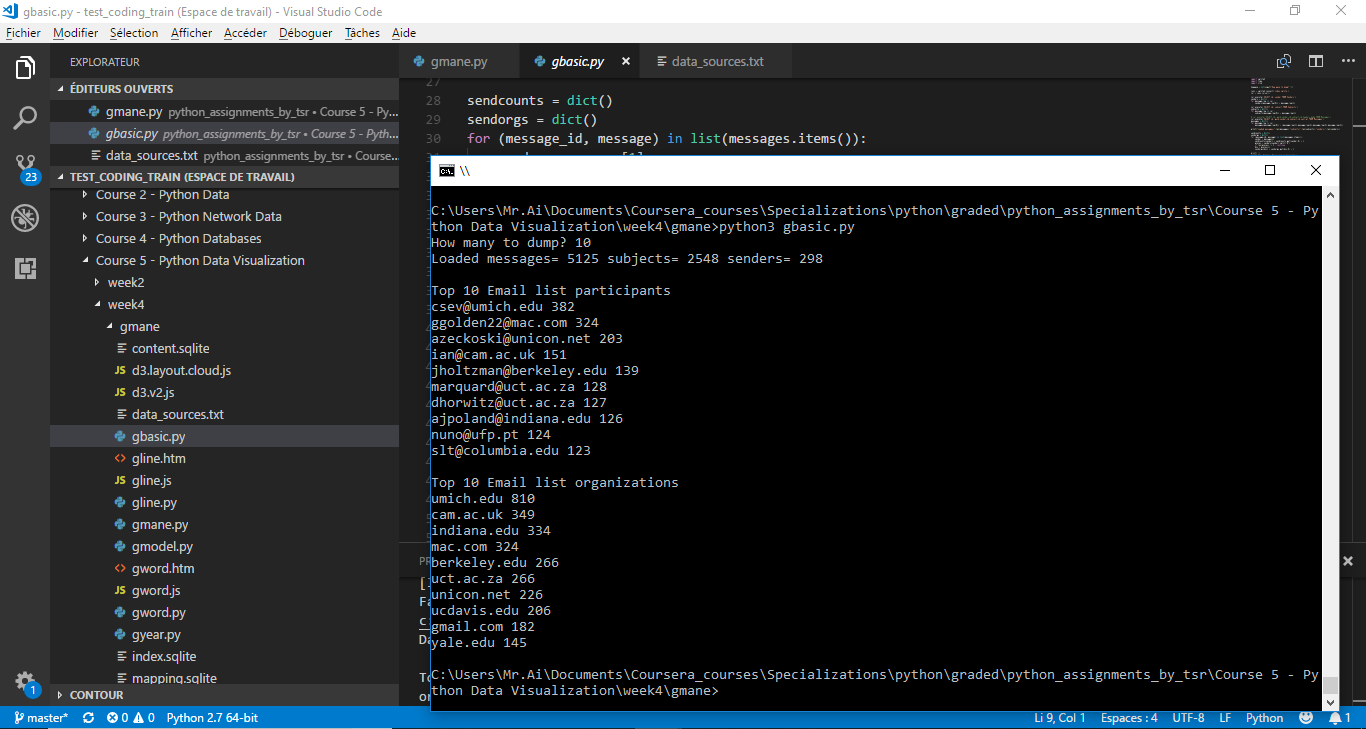 gbasic.py - test_coding_train (Espace de travail) - Visual Studio Code
Fichier Modifier Sélection Afficher Accéder Déboguer Tâches Aide
EXPLORATEUR
ÉDITEURS OUVERTS
gmane.py python_assignments_by_tsr • Course 5 - Py...
gbasic.py python_assignments_by_tsr • Course 5 - Pyth...
data_sources.txt python_assignments_by_tsr • Course...
23
TEST_CODING_TRAIN (ESPACE DE TRAVAIL)
Course 2 - Python Data
Course 3 - Python Network Data
Course 4 - Python Databases
Course 5 - Python Data Visualization
week2
week4
gmane
content.sqlite
JS d3.layout.cloud.js
JS d3.v2.js
data_sources.txt
gbasic.py
<> gline.htm
JS gline.js
gline.py
gmane.py
gmodel.py
<> gword.htm
JS gword.js
gword.py
gyear.py
index.sqlite
mapping.sqlite
1
CONTOUR
gmane.py gbasic.py × data_sources.txt
27
28 sendcounts = dict()
29 sendorgs = dict()
30 for (message_id, message) in list(messages.items()):
C:\. \\
C:\Users\Mr.Ai\Documents\Coursera_courses\Specializations\python\graded\python_assignments_by_tsr\Course 5 - Py
thon Data Visualization\week4\gmane>python3 gbasic.py
How many to dump? 10
Loaded messages= 5125 subjects= 2548 senders= 298
Top 10 Email list participants
csev@umich.edu 382
ggolden22@mac.com 324
azeckoski@unicon.net 203
ian@cam.ac.uk 151
jholtzman@berkeley.edu 139
marquard@uct.ac.za 128
dhorwitz@uct.ac.za 127
ajpoland@indiana.edu 126
nuno@ufp.pt 124
slt@columbia.edu 123
Top 10 Email list organizations
umich.edu 810
cam.ac.uk 349
indiana.edu 334
mac.com 324
berkeley.edu 266
uct.ac.za 266
unicon.net 226
ucdavis.edu 206
gmail.com 182
yale.edu 145
C:\Users\Mr.Ai\Documents\Coursera_courses\Specializations\python\graded\python_assignments_by_tsr\Course 5 - Py
thon Data Visualization\week4\gmane>
master* 0 0 Python 2.7 64-bit Li 9, Col 1 Espaces : 4 UTF-8 LF Python 1